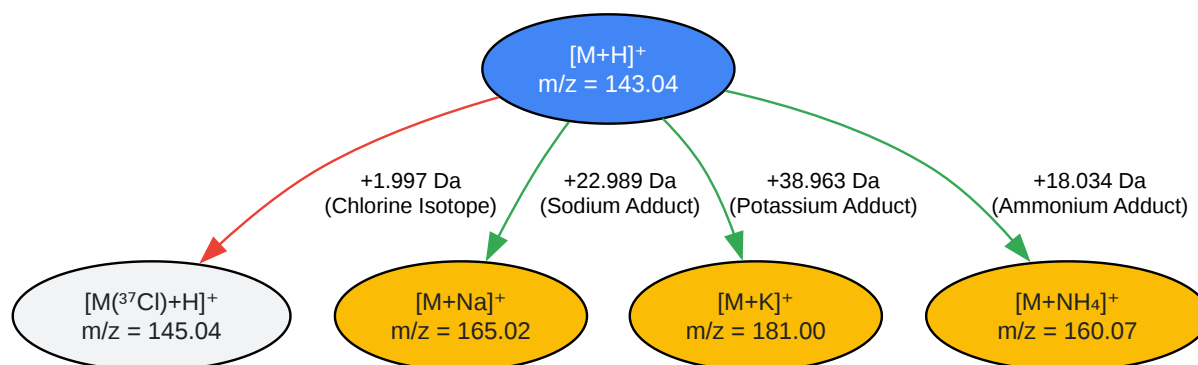 [M+H]⁺
m/z = 143.04
+1.997 Da
(Chlorine Isotope)
+22.989 Da
(Sodium Adduct)
+38.963 Da
(Potassium Adduct)
+18.034 Da
(Ammonium Adduct)
[M(³⁷Cl)+H]⁺
m/z = 145.04
[M+Na]⁺
m/z = 165.02
[M+K]⁺
m/z = 181.00
[M+NH₄]⁺
m/z = 160.07